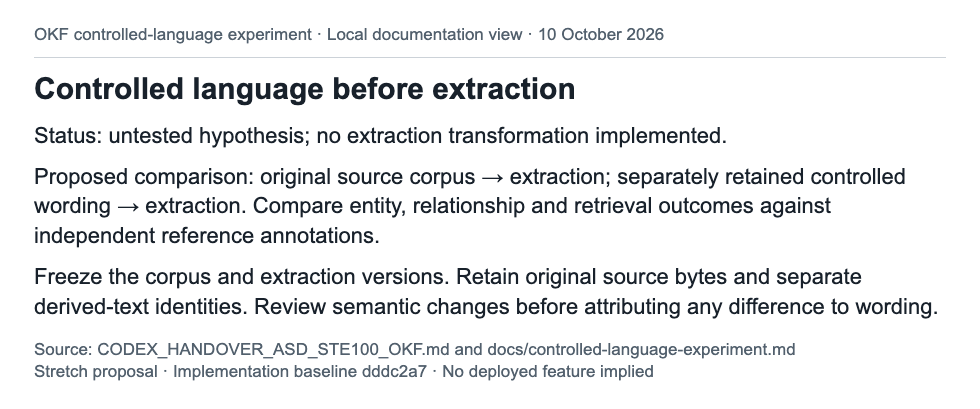 OKF controlled-language experiment · Local documentation view · 10 October 2026
Controlled language before extraction
Status: untested hypothesis; no extraction transformation implemented.
Proposed comparison: original source corpus → extraction; separately retained controlled
wording → extraction. Compare entity, relationship and retrieval outcomes against
independent reference annotations.
Freeze the corpus and extraction versions. Retain original source bytes and separate
derived-text identities. Review semantic changes before attributing any difference to wording.
Source: CODEX_HANDOVER_ASD_STE100_OKF.md and docs/controlled-language-experiment.md
Stretch proposal · Implementation baseline dddc2a7 · No deployed feature implied